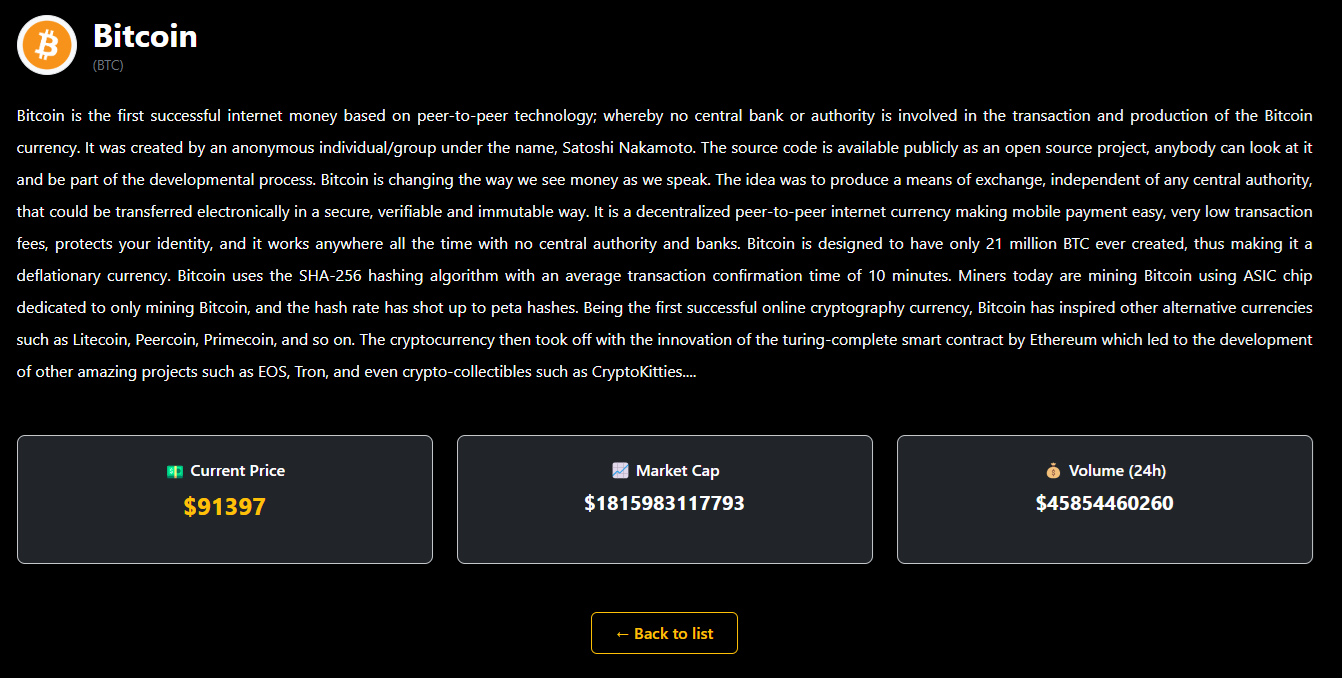 Bitcoin
(BTC)
Bitcoin is the first successful internet money based on peer-to-peer technology; whereby no central bank or authority is involved in the transaction and production of the Bitcoin
currency. It was created by an anonymous individual/group under the name, Satoshi Nakamoto. The source code is available publicly as an open source project, anybody can look at it
and be part of the developmental process. Bitcoin is changing the way we see money as we speak. The idea was to produce a means of exchange, independent of any central authority,
that could be transferred electronically in a secure, verifiable and immutable way. It is a decentralized peer-to-peer internet currency making mobile payment easy, very low transaction
fees, protects your identity, and it works anywhere all the time with no central authority and banks. Bitcoin is designed to have only 21 million BTC ever created, thus making it a
deflationary currency. Bitcoin uses the SHA-256 hashing algorithm with an average transaction confirmation time of 10 minutes. Miners today are mining Bitcoin using ASIC chip
dedicated to only mining Bitcoin, and the hash rate has shot up to peta hashes. Being the first successful online cryptography currency, Bitcoin has inspired other alternative currencies
such as Litecoin, Peercoin, Primecoin, and so on. The cryptocurrency then took off with the innovation of the turing-complete smart contract by Ethereum which led to the development
of other amazing projects such as EOS, Tron, and even crypto-collectibles such as CryptoKitties....
💵 Current Price
$91397
📈 Market Cap
$1815983117793
💰 Volume (24h)
$45854460260
← Back to list